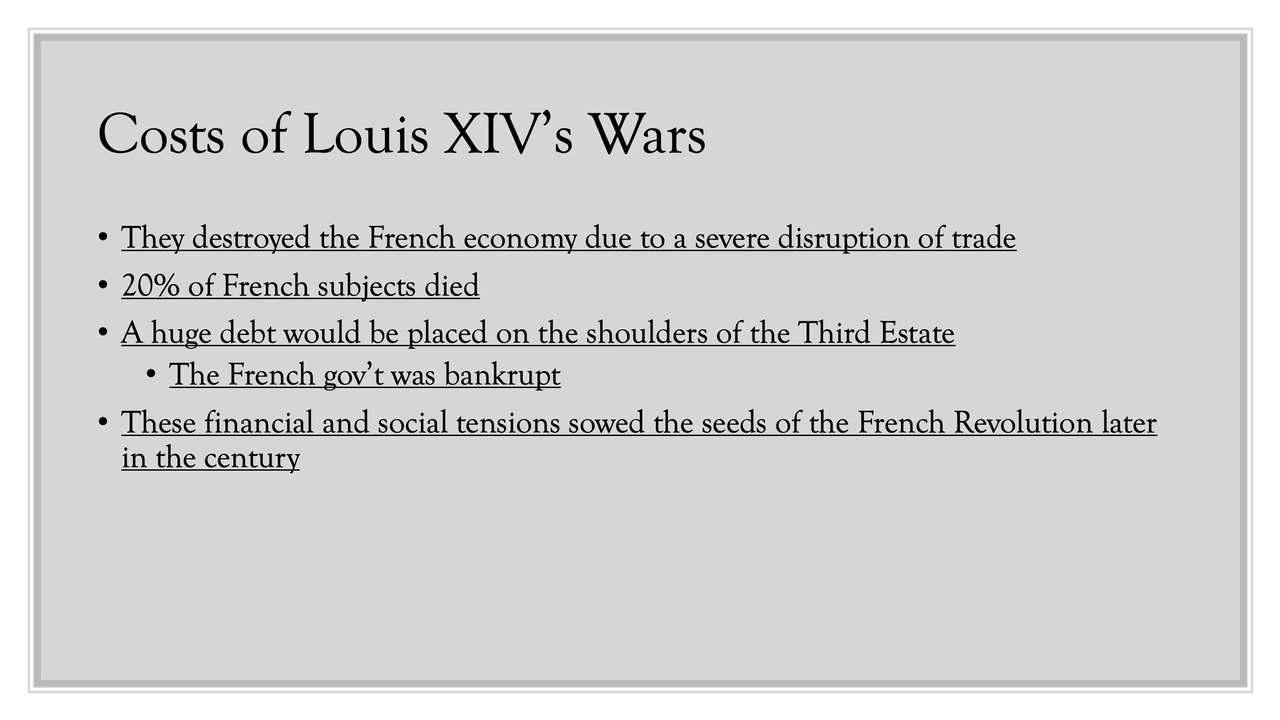 Costs of Louis XIV’s Wars
• They destroyed the French economy due to a severe disruption of trade
• 20% of French subjects died
• A huge debt would be placed on the shoulders of the Third Estate
• The French gov’t was bankrupt
• These financial and social tensions sowed the seeds of the French Revolution later
in the century